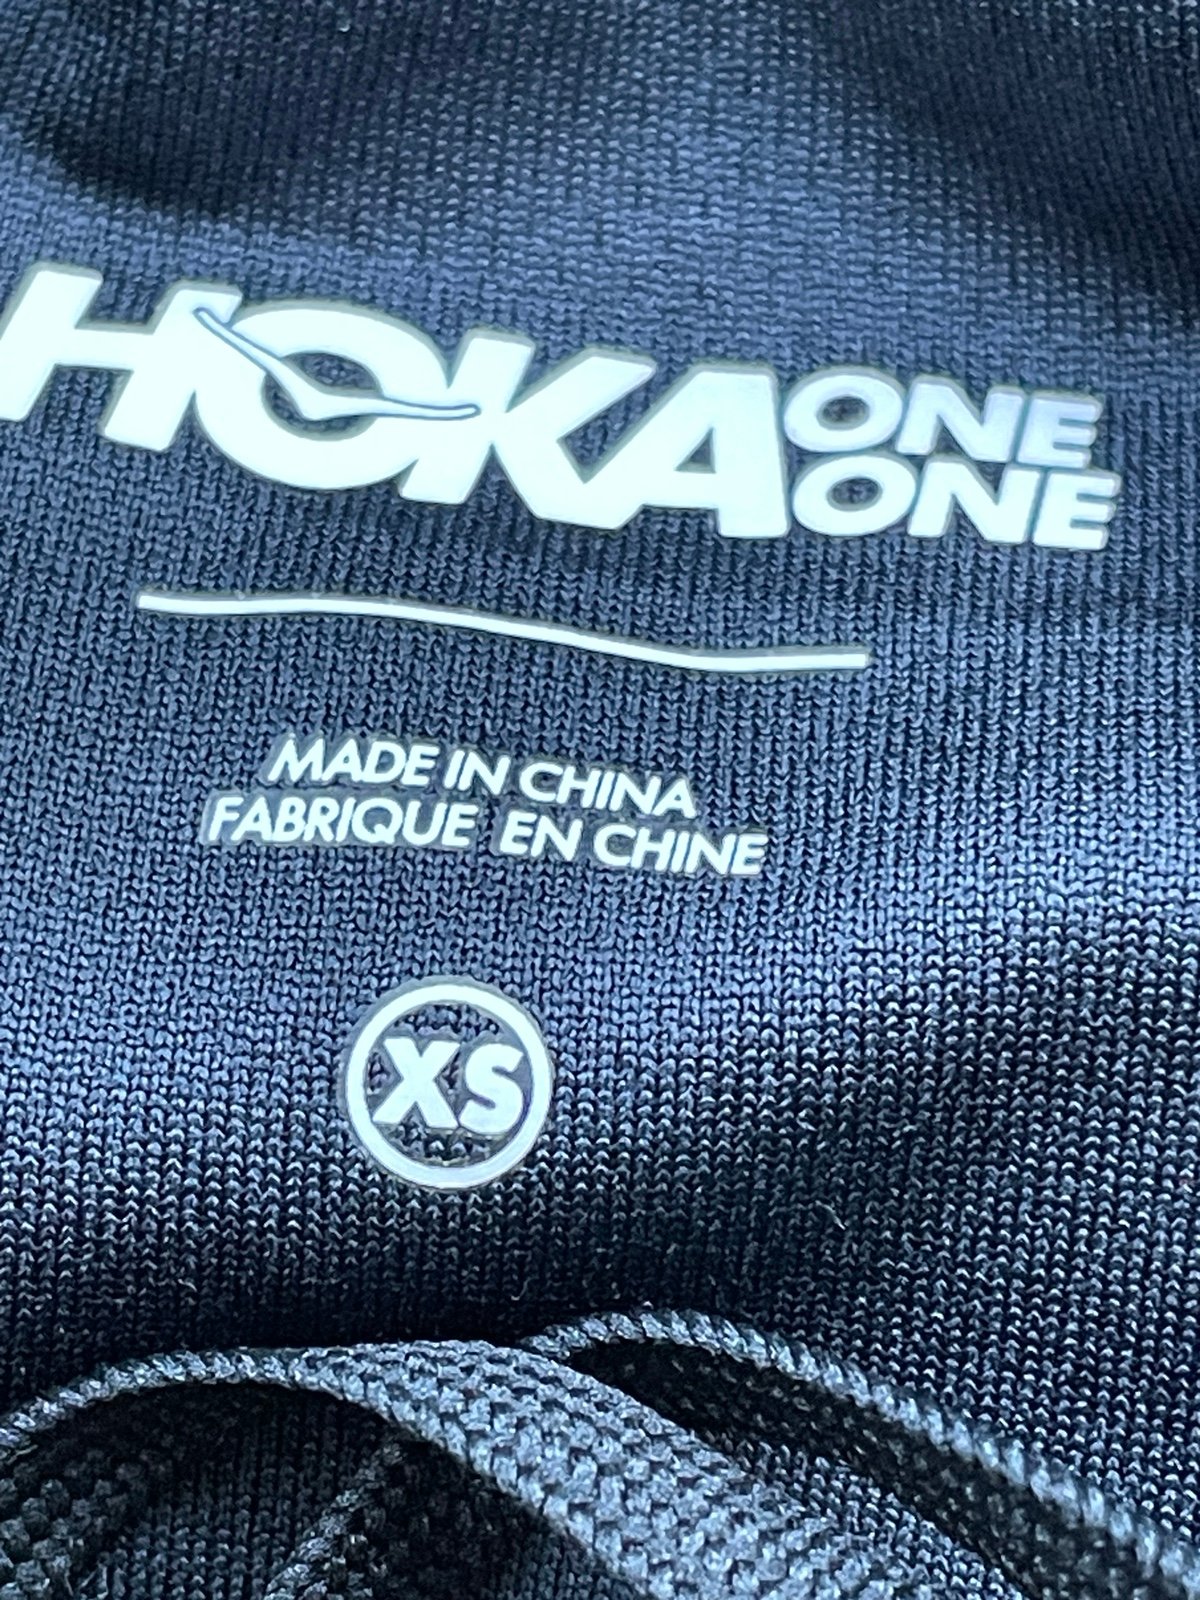 HOKA ONE
ONE
MADE IN CHINA
FABRIQUE EN CHINE
XS